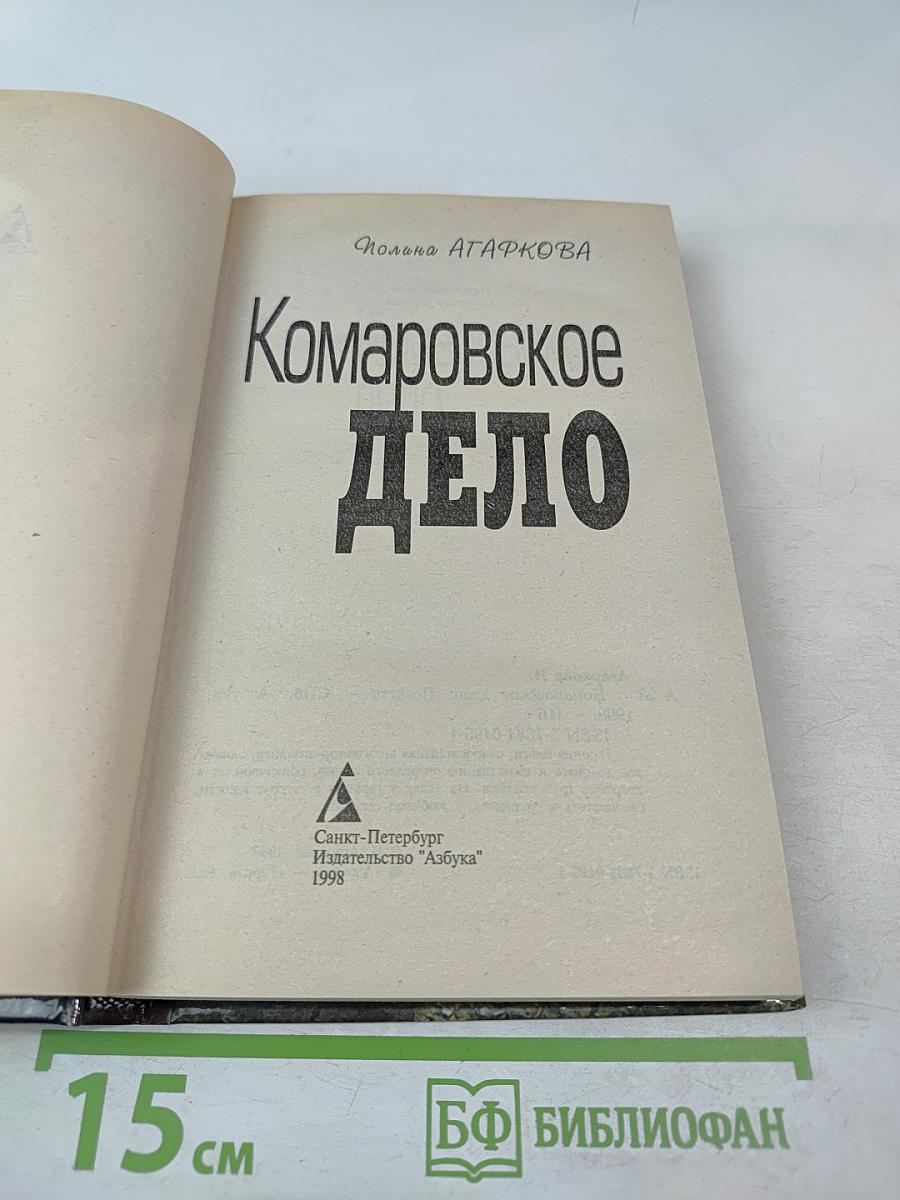 Полина АГАРКОВА
Комаровское
ДЕЛО
Санкт-Петербург
Издательство "Азбука"
1998
15 см
БФ БИБЛИОФАН